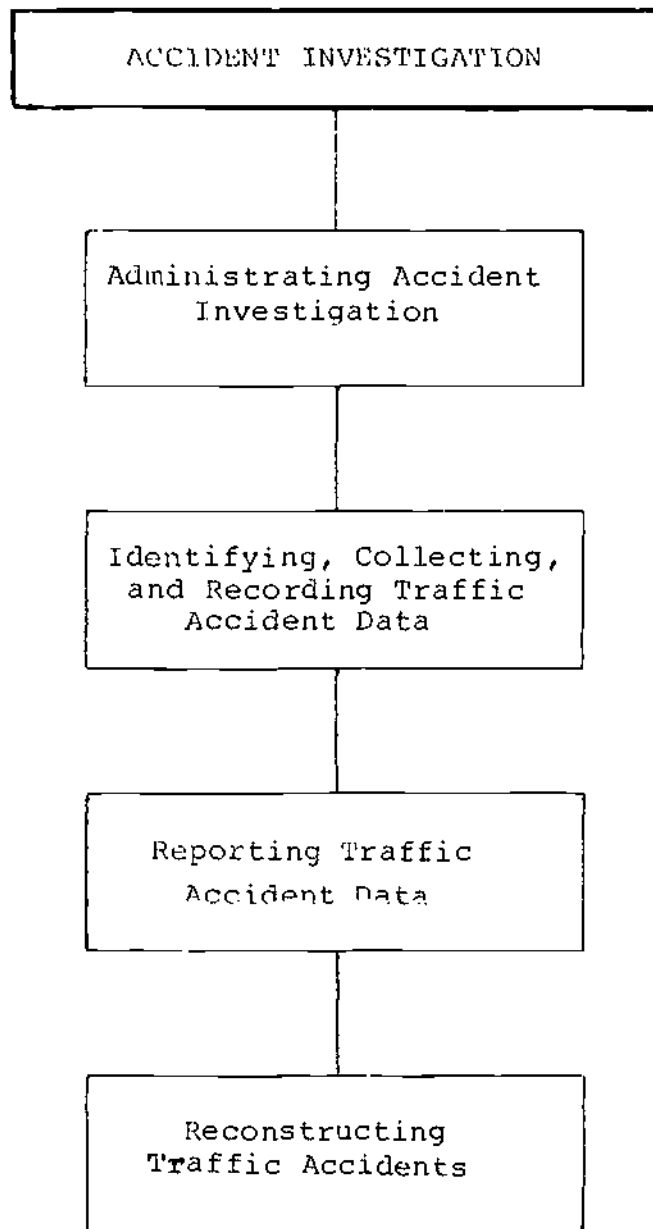 ACCIDENT INVESTIGATION
Administrating Accident
Investigation
Identifying, Collecting,
and Recording Traffic
Accident Data
Reporting Traffic
Accident Data
Reconstructing
Traffic Accidents